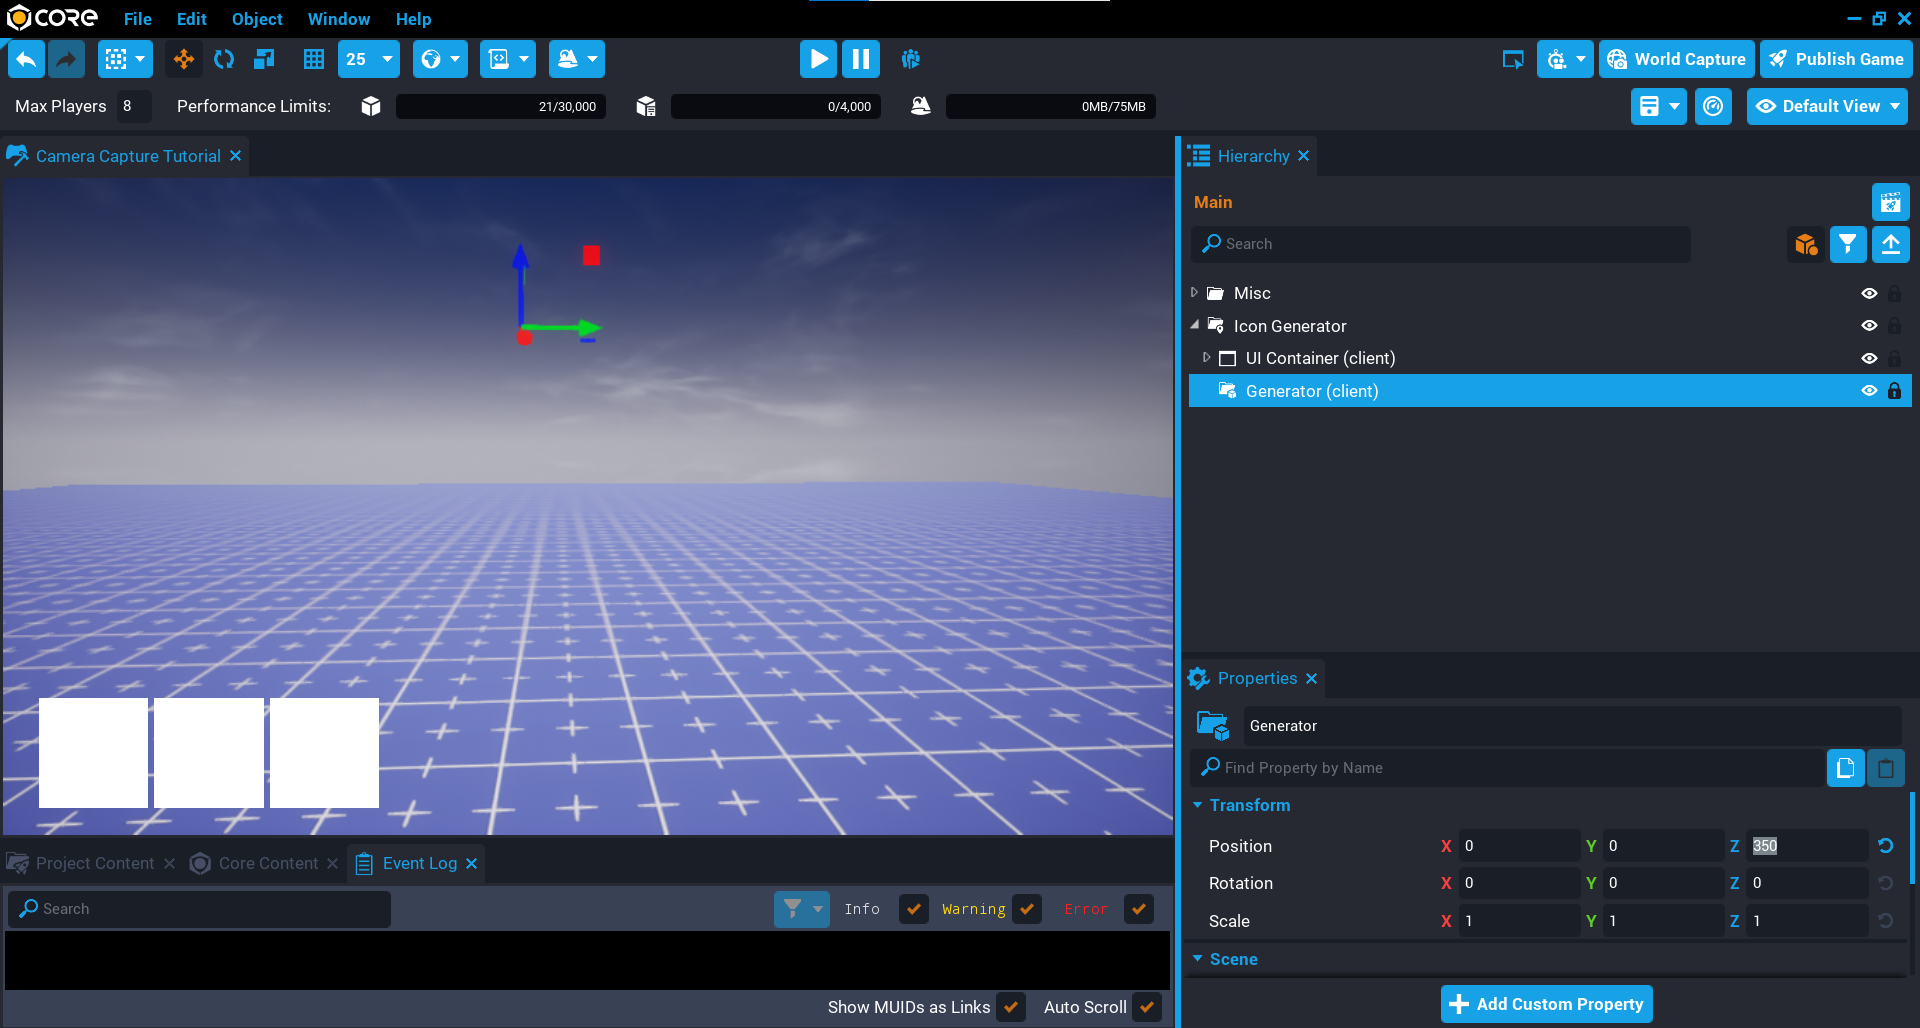 CORE File Edit Object Window Help
25 World Capture Publish Game
Max Players 8 Performance Limits: 21/30,000 0/4,000 0MB/75MB Default View
Camera Capture Tutorial
Hierarchy
Main
Search
Misc
Icon Generator
UI Container (client)
Generator (client)
Properties
Generator
Find Property by Name
Transform
Position X 0 Y 0 Z 350
Rotation X 0 Y 0 Z 0
Scale X 1 Y 1 Z 1
Scene
Add Custom Property
Project Content Core Content Event Log
Search Info Warning Error
Show MUIDs as Links Auto Scroll